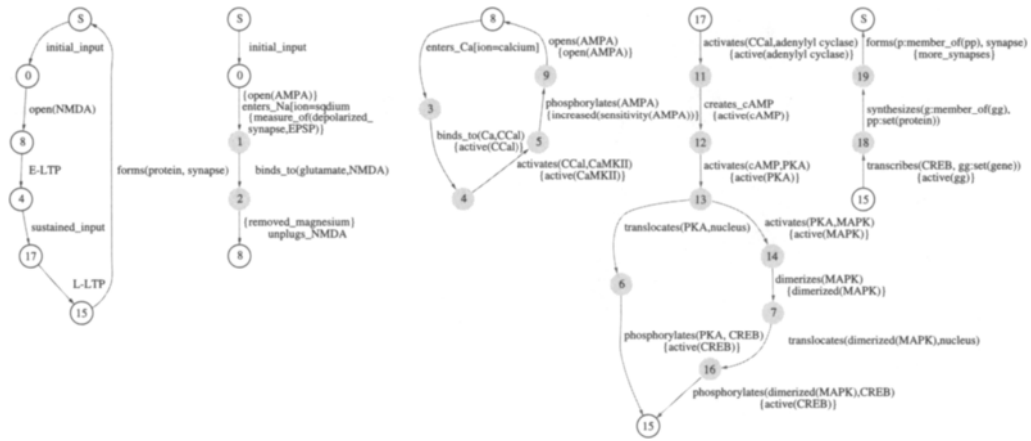 S
initial_input
0
open(NMDA)
8
E-LTP
4
sustained_input
17
L-LTP
15
forms(protein, synapse)
S
initial_input
0
{open(AMPA)}
enters_Na[ion=sodium
{measure_of(depolarized_
synapse,EPSP)}
1
binds_to(glutamate,NMDA)
2
{removed_magnesium}
unplugs_NMDA
8
8
enters_Ca[ion=calcium]
3
binds_to(Ca,CCal)
{active(CCal)}
4
activates(CCal,CaMKII)
{active(CaMKII)}
5
phosphorylates(AMPA)
{increased(sensitivity(AMPA))}
9
opens(AMPA)
{open(AMPA)}
17
activates(CCal,adenylyl cyclase)
{active(adenylyl cyclase)}
11
creates_cAMP
{active(cAMP)}
12
activates(cAMP,PKA)
{active(PKA)}
13
translocates(PKA,nucleus)
6
phosphorylates(PKA, CREB)
{active(CREB)}
activates(PKA,MAPK)
{active(MAPK)}
14
dimerizes(MAPK)
{dimerized(MAPK)}
7
translocates(dimerized(MAPK),nucleus)
16
phosphorylates(dimerized(MAPK),CREB)
{active(CREB)}
15
S
forms(p:member_of(pp), synapse)
{more_synapses}
19
synthesizes(g:member_of(gg),
pp:set(protein))
18
transcribes(CREB, gg:set(gene))
{active(gg)}
15